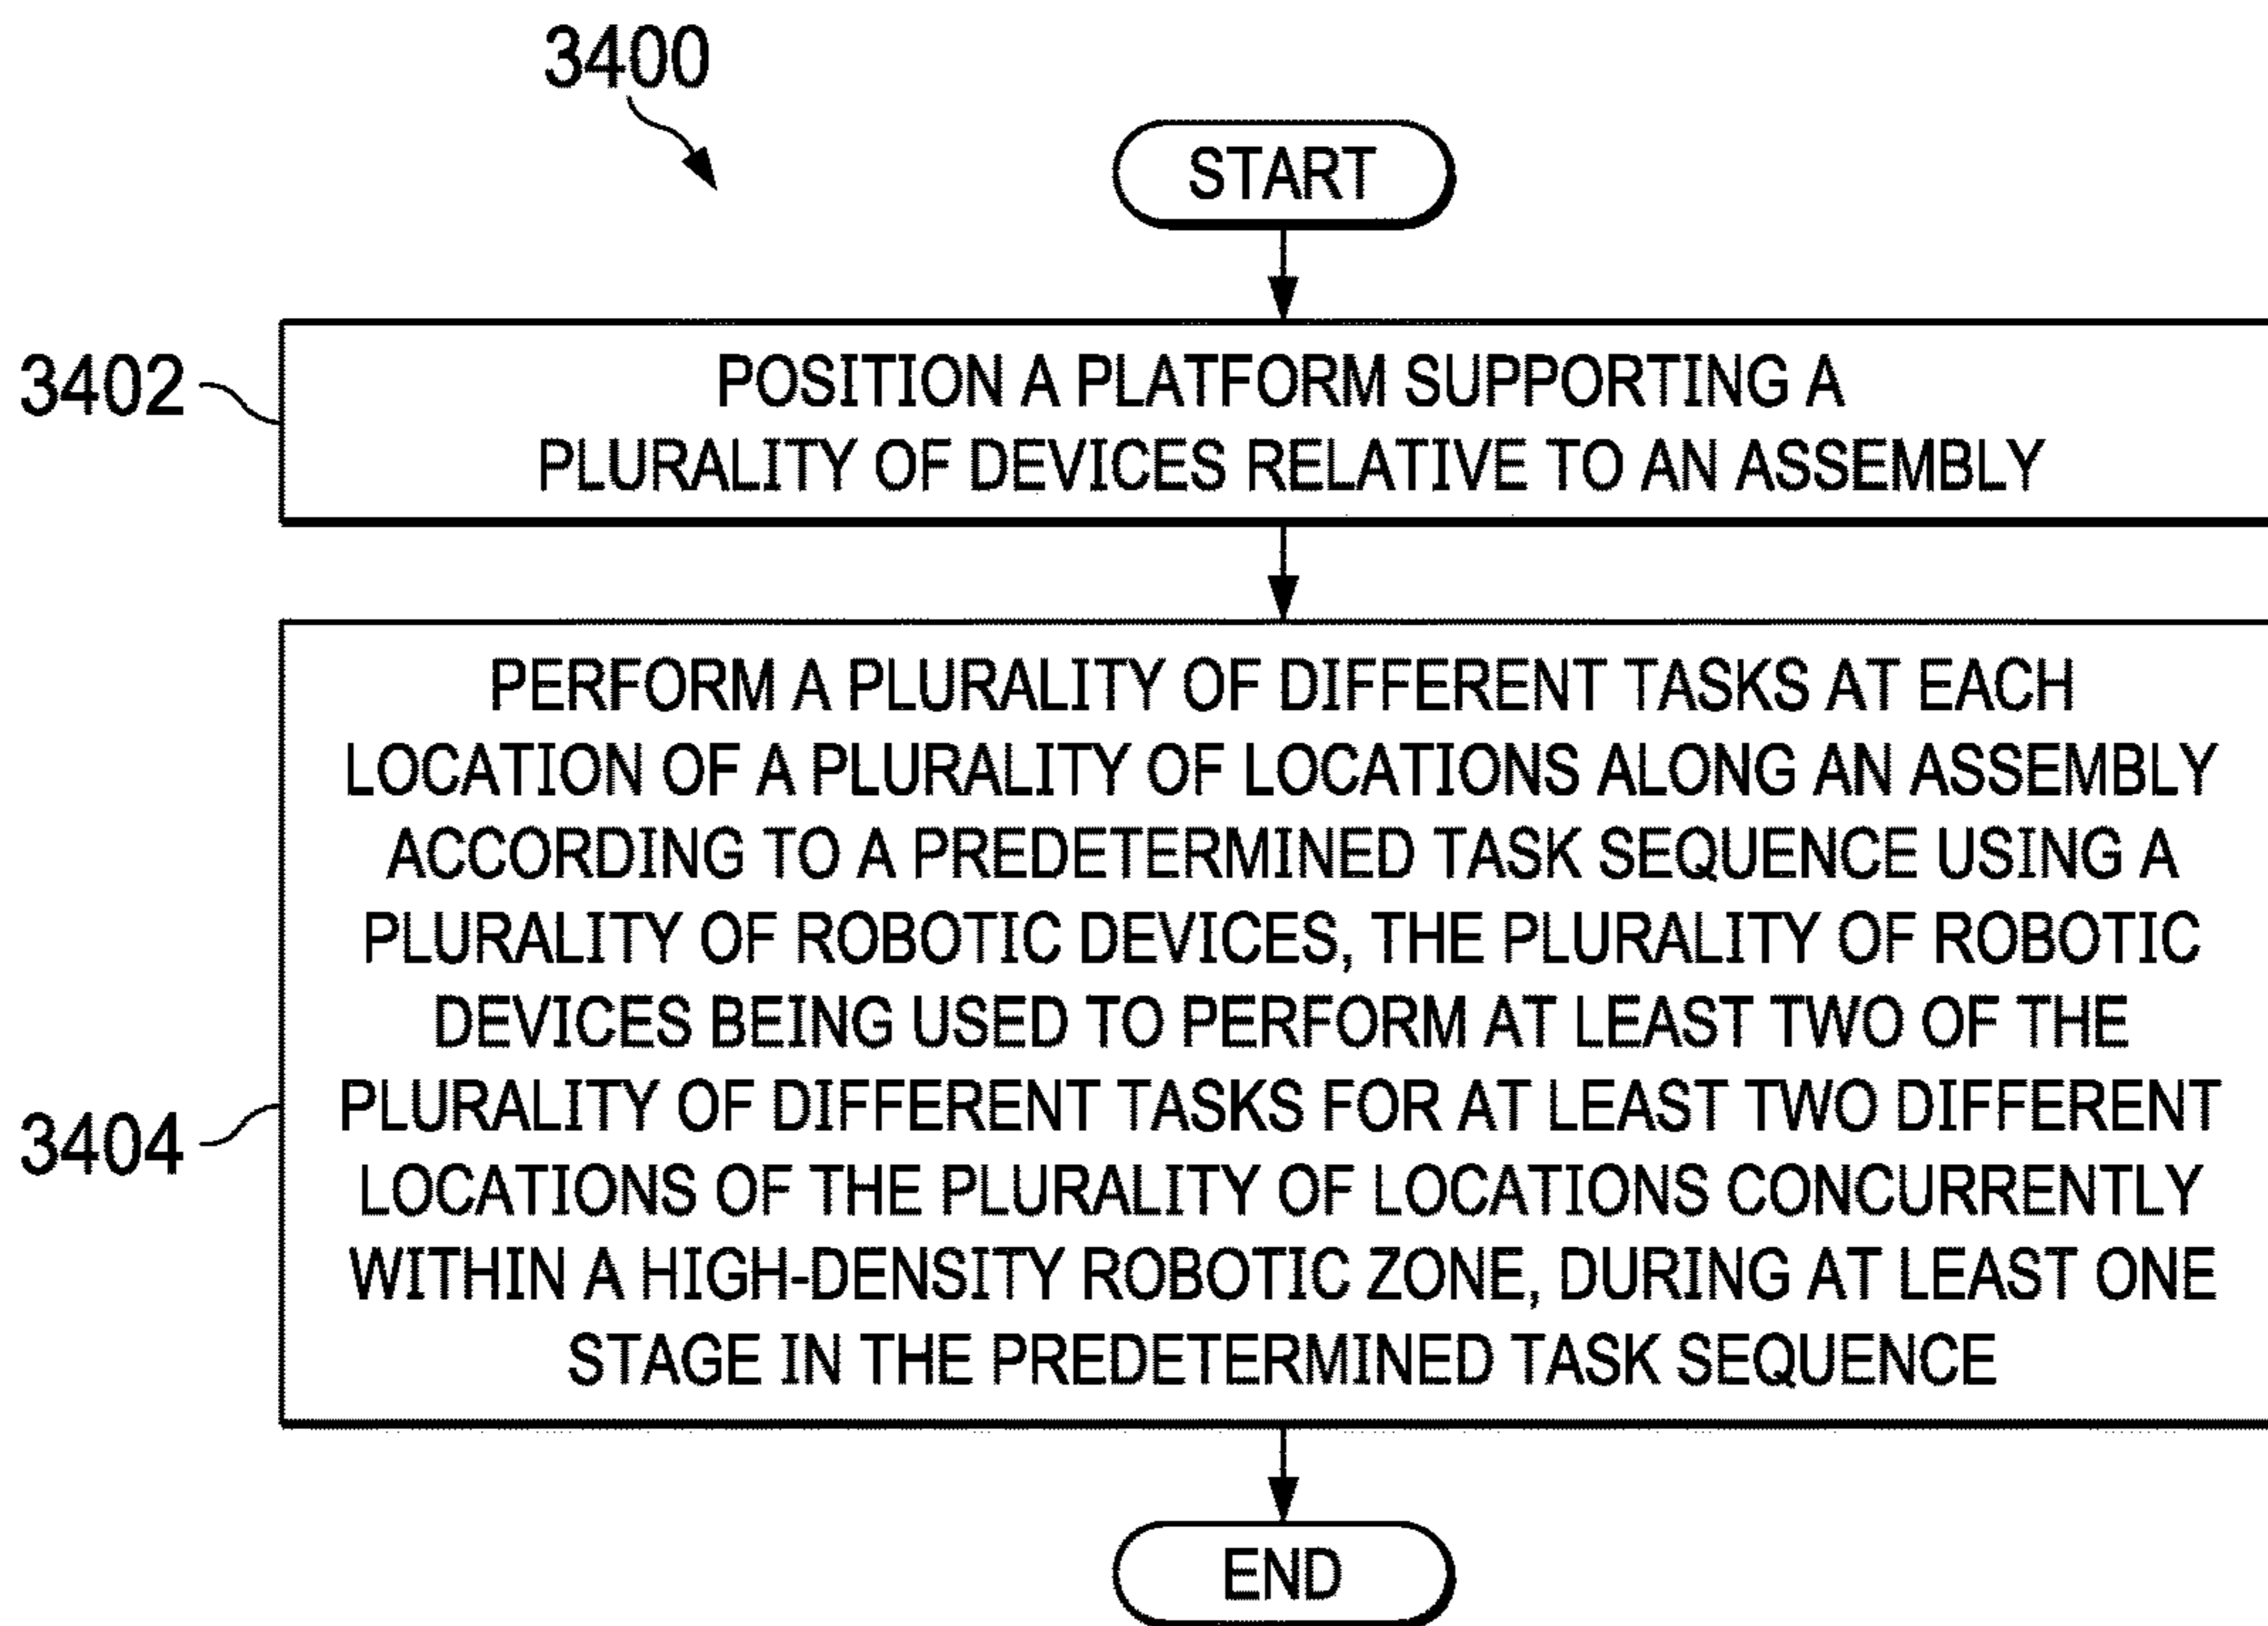 3400
START
3402
POSITION A PLATFORM SUPPORTING A
PLURALITY OF DEVICES RELATIVE TO AN ASSEMBLY
3404
PERFORM A PLURALITY OF DIFFERENT TASKS AT EACH
LOCATION OF A PLURALITY OF LOCATIONS ALONG AN ASSEMBLY
ACCORDING TO A PREDETERMINED TASK SEQUENCE USING A
PLURALITY OF ROBOTIC DEVICES, THE PLURALITY OF ROBOTIC
DEVICES BEING USED TO PERFORM AT LEAST TWO OF THE
PLURALITY OF DIFFERENT TASKS FOR AT LEAST TWO DIFFERENT
LOCATIONS OF THE PLURALITY OF LOCATIONS CONCURRENTLY
WITHIN A HIGH-DENSITY ROBOTIC ZONE, DURING AT LEAST ONE
STAGE IN THE PREDETERMINED TASK SEQUENCE
END